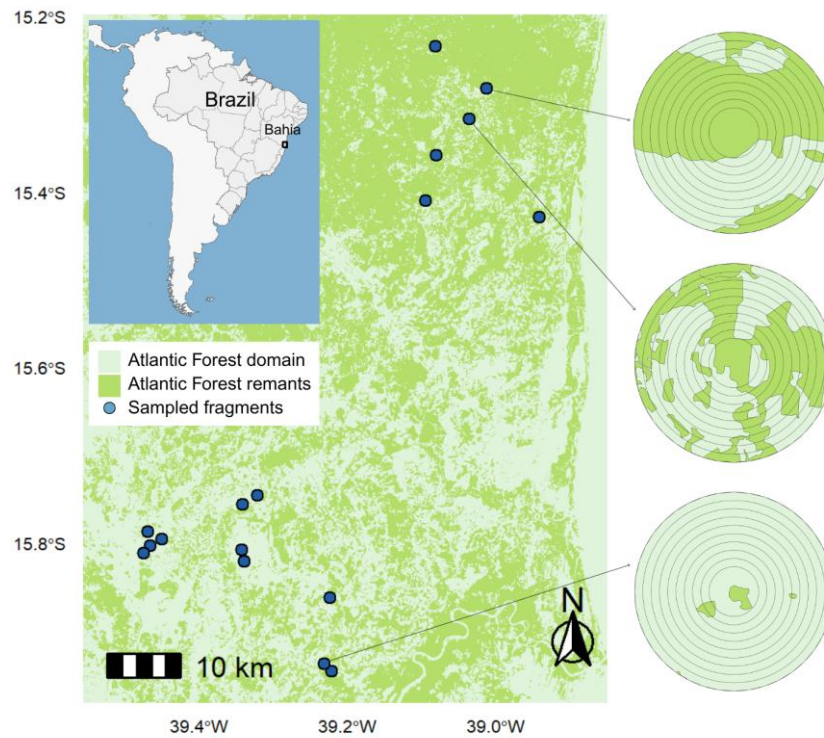 15.2°S
Brazil
Bahia
15.4°S
15.6°S
Atlantic Forest domain
Atlantic Forest remants
Sampled fragments
15.8°S
N
10 km
39.4°W 39.2°W 39.0°W